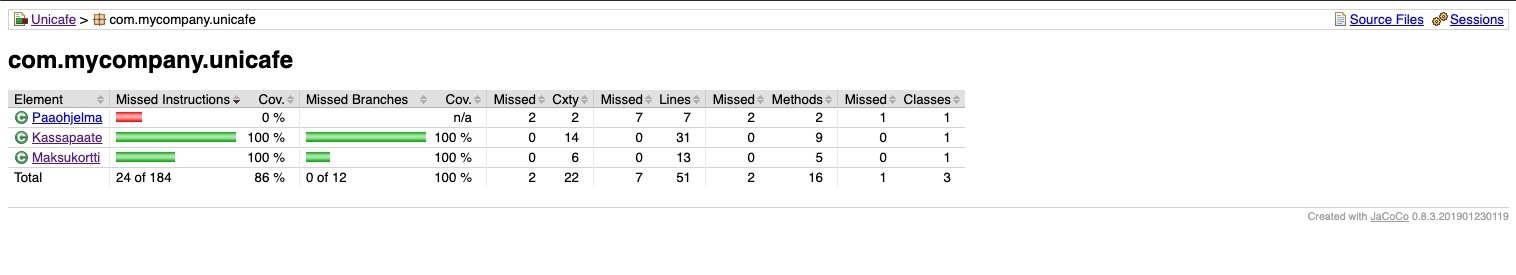 Unicafe > com.mycompany.unicafe Source Files Sessions
com.mycompany.unicafe
Element Missed Instructions Cov. Missed Branches Cov. Missed Cxty Missed Lines Missed Methods Missed Classes
Paaohjelma 0 % n/a 2 2 7 7 2 2 1 1
Kassapaate 100 % 100 % 0 14 0 31 0 9 0 1
Maksukortti 100 % 100 % 0 6 0 13 0 5 0 1
Total 24 of 184 86 % 0 of 12 100 % 2 22 7 51 2 16 1 3
Created with JaCoCo 0.8.3.201901230119